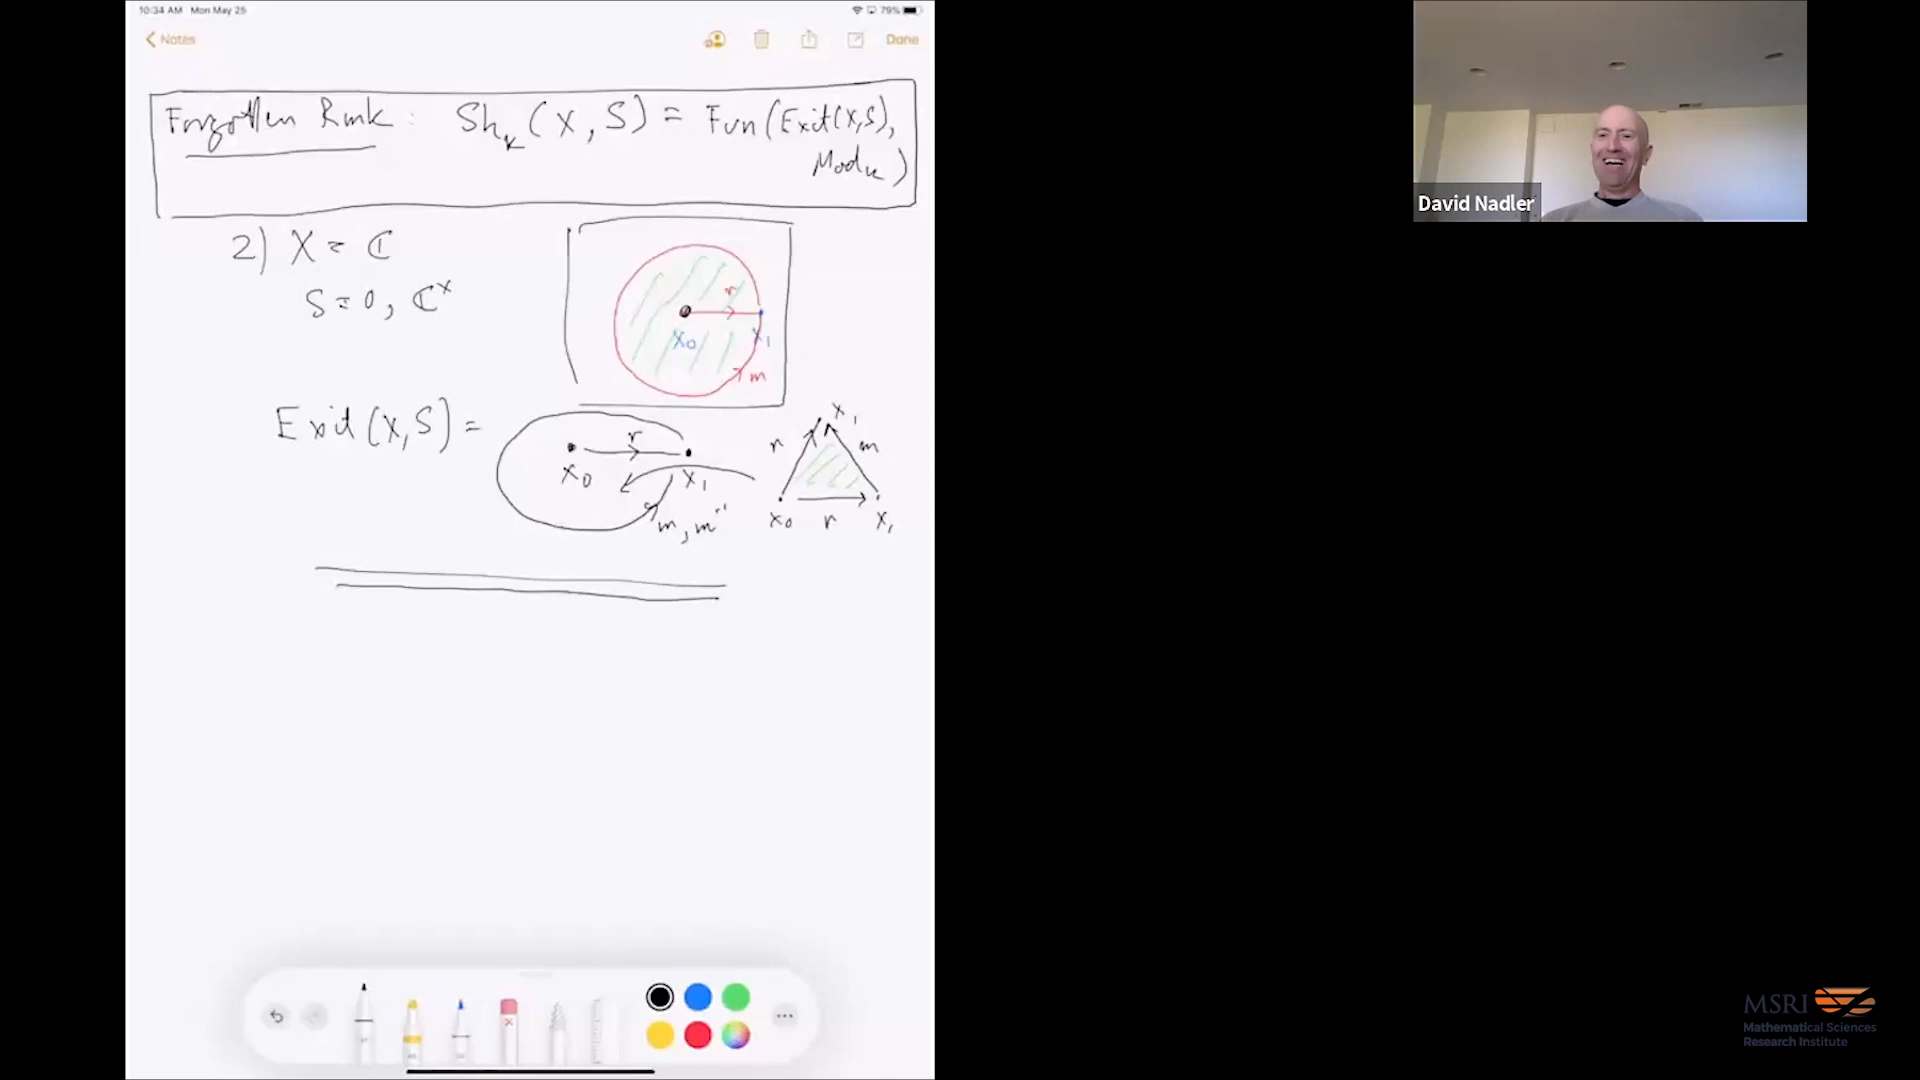 10:34 AM Mon May 25
79%
Notes
Done
Forgotten Rmk: Sh_k (X, S) = Fun(Exit(X,S),
Mod_k)
2) X = ℂ
S = 0, ℂ^×
r
x_0
x_1
m
Exit(X,S) =
r
x_0
x_1
m, m^-1
x_1
r
m
x_0
r
x_1
David Nadler
MSRI
Mathematical Sciences
Research Institute